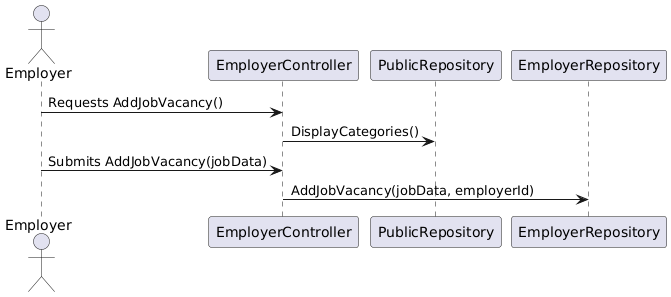 Employer
EmployerController
PublicRepository
EmployerRepository
Requests AddJobVacancy()
DisplayCategories()
Submits AddJobVacancy(jobData)
AddJobVacancy(jobData, employerId)
Employer
EmployerController
PublicRepository
EmployerRepository